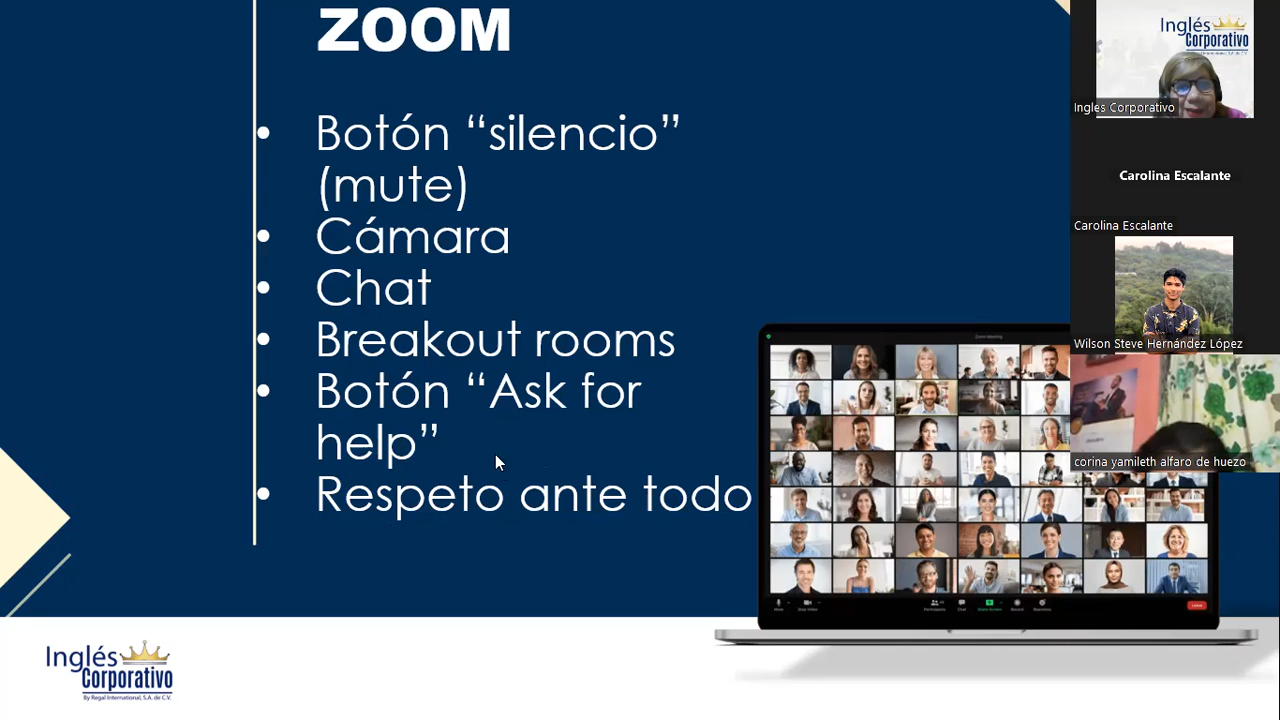 ZOOM
Botón “silencio”
(mute)
Cámara
Chat
Breakout rooms
Botón “Ask for
help”
Respeto ante todo
Inglés
Corporativo
By Regal International, S.A. de C.V.
Inglés
Corporativo
Ingles Corporativo
Carolina Escalante
Carolina Escalante
Wilson Steve Hernández López
corina yamileth alfaro de huezo